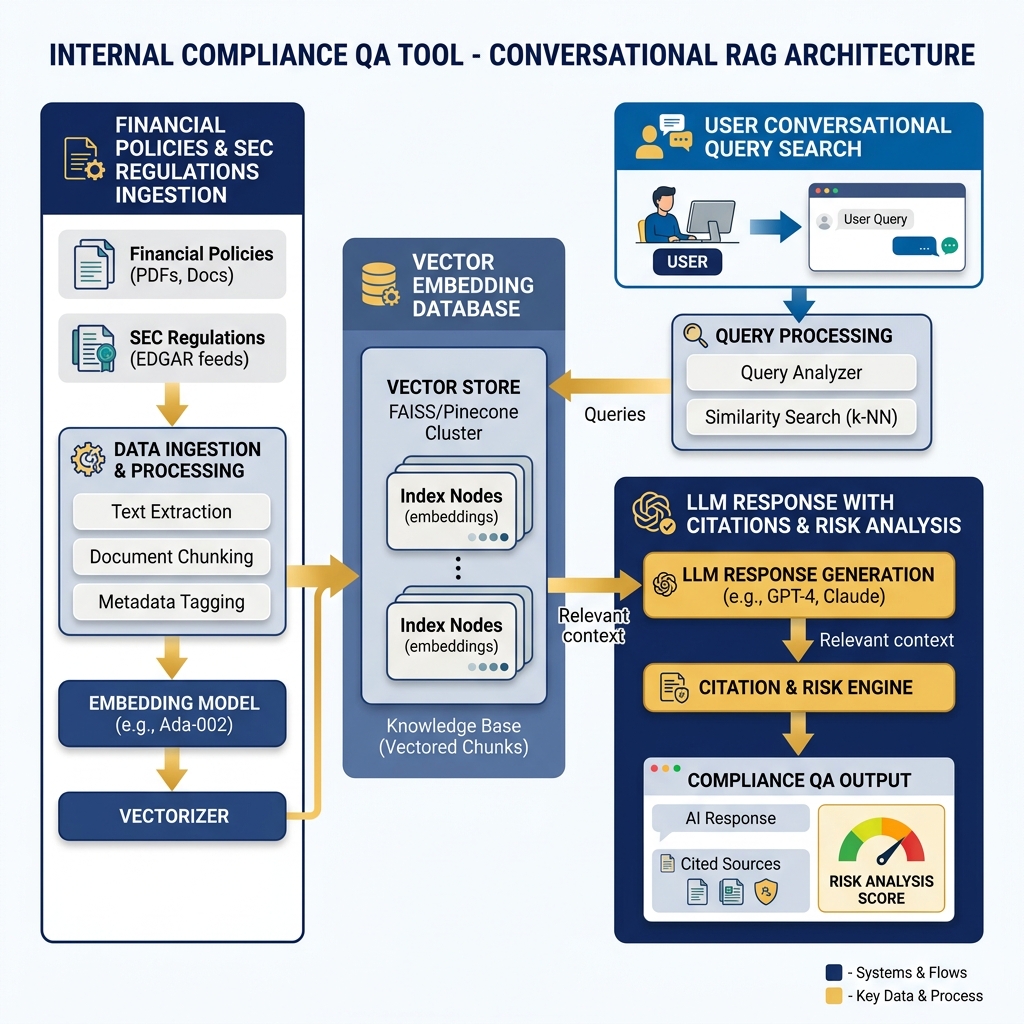 INTERNAL COMPLIANCE QA TOOL - CONVERSATIONAL RAG ARCHITECTURE
FINANCIAL
POLICIES & SEC
REGULATIONS
INGESTION
Financial Policies
(PDFs, Docs)
SEC Regulations
(EDGAR feeds)
DATA INGESTION
& PROCESSING
Text Extraction
Document Chunking
Metadata Tagging
EMBEDDING MODEL
(e.g., Ada-002)
VECTORIZER
VECTOR
EMBEDDING
DATABASE
VECTOR STORE
FAISS/Pinecone
Cluster
Index Nodes
(embeddings)
Index Nodes
(embeddings)
Knowledge Base
(Vectored Chunks)
USER CONVERSATIONAL
QUERY SEARCH
USER
User Query
QUERY PROCESSING
Query Analyzer
Similarity Search (k-NN)
Queries
Relevant
context
LLM RESPONSE WITH
CITATIONS & RISK ANALYSIS
LLM RESPONSE GENERATION
(e.g., GPT-4, Claude)
Relevant context
CITATION & RISK ENGINE
COMPLIANCE QA OUTPUT
AI Response
Cited Sources
RISK ANALYSIS
SCORE
- Systems & Flows
- Key Data & Process